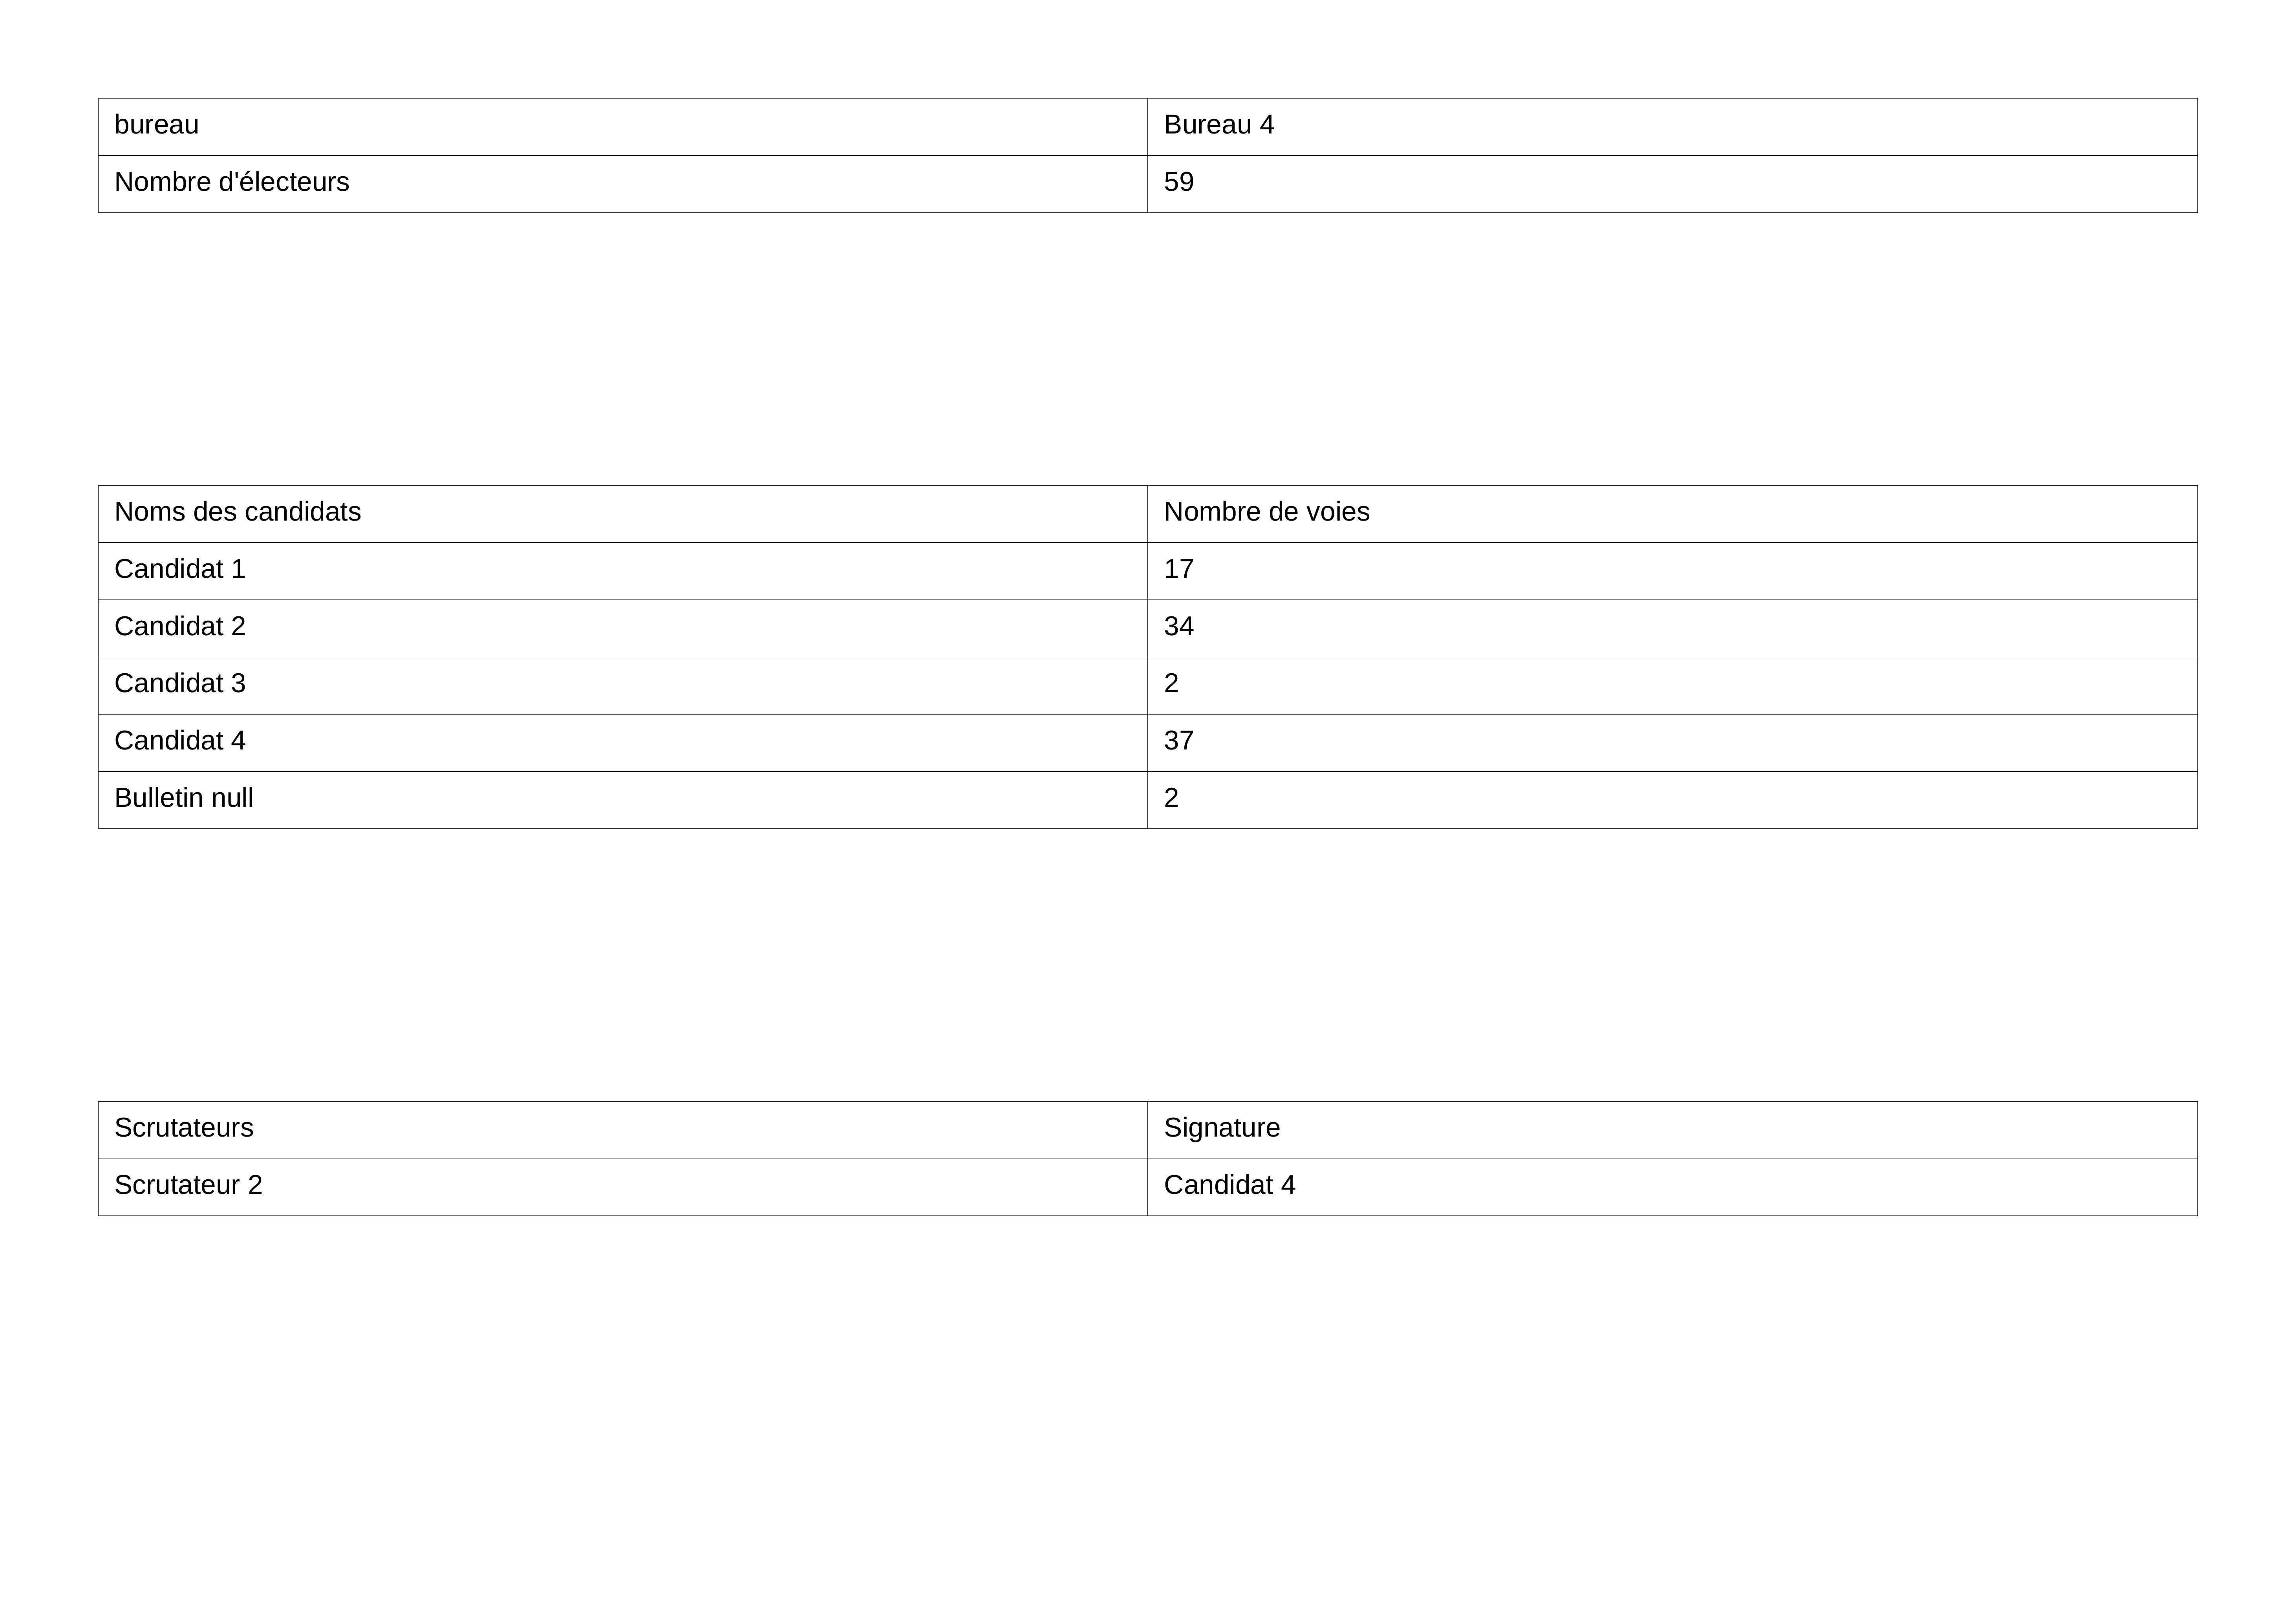 bureau Bureau 4
Nombre d'électeurs 59
Noms des candidats Nombre de voies
Candidat 1 17
Candidat 2 34
Candidat 3 2
Candidat 4 37
Bulletin null 2
Scrutateurs Signature
Scrutateur 2 Candidat 4